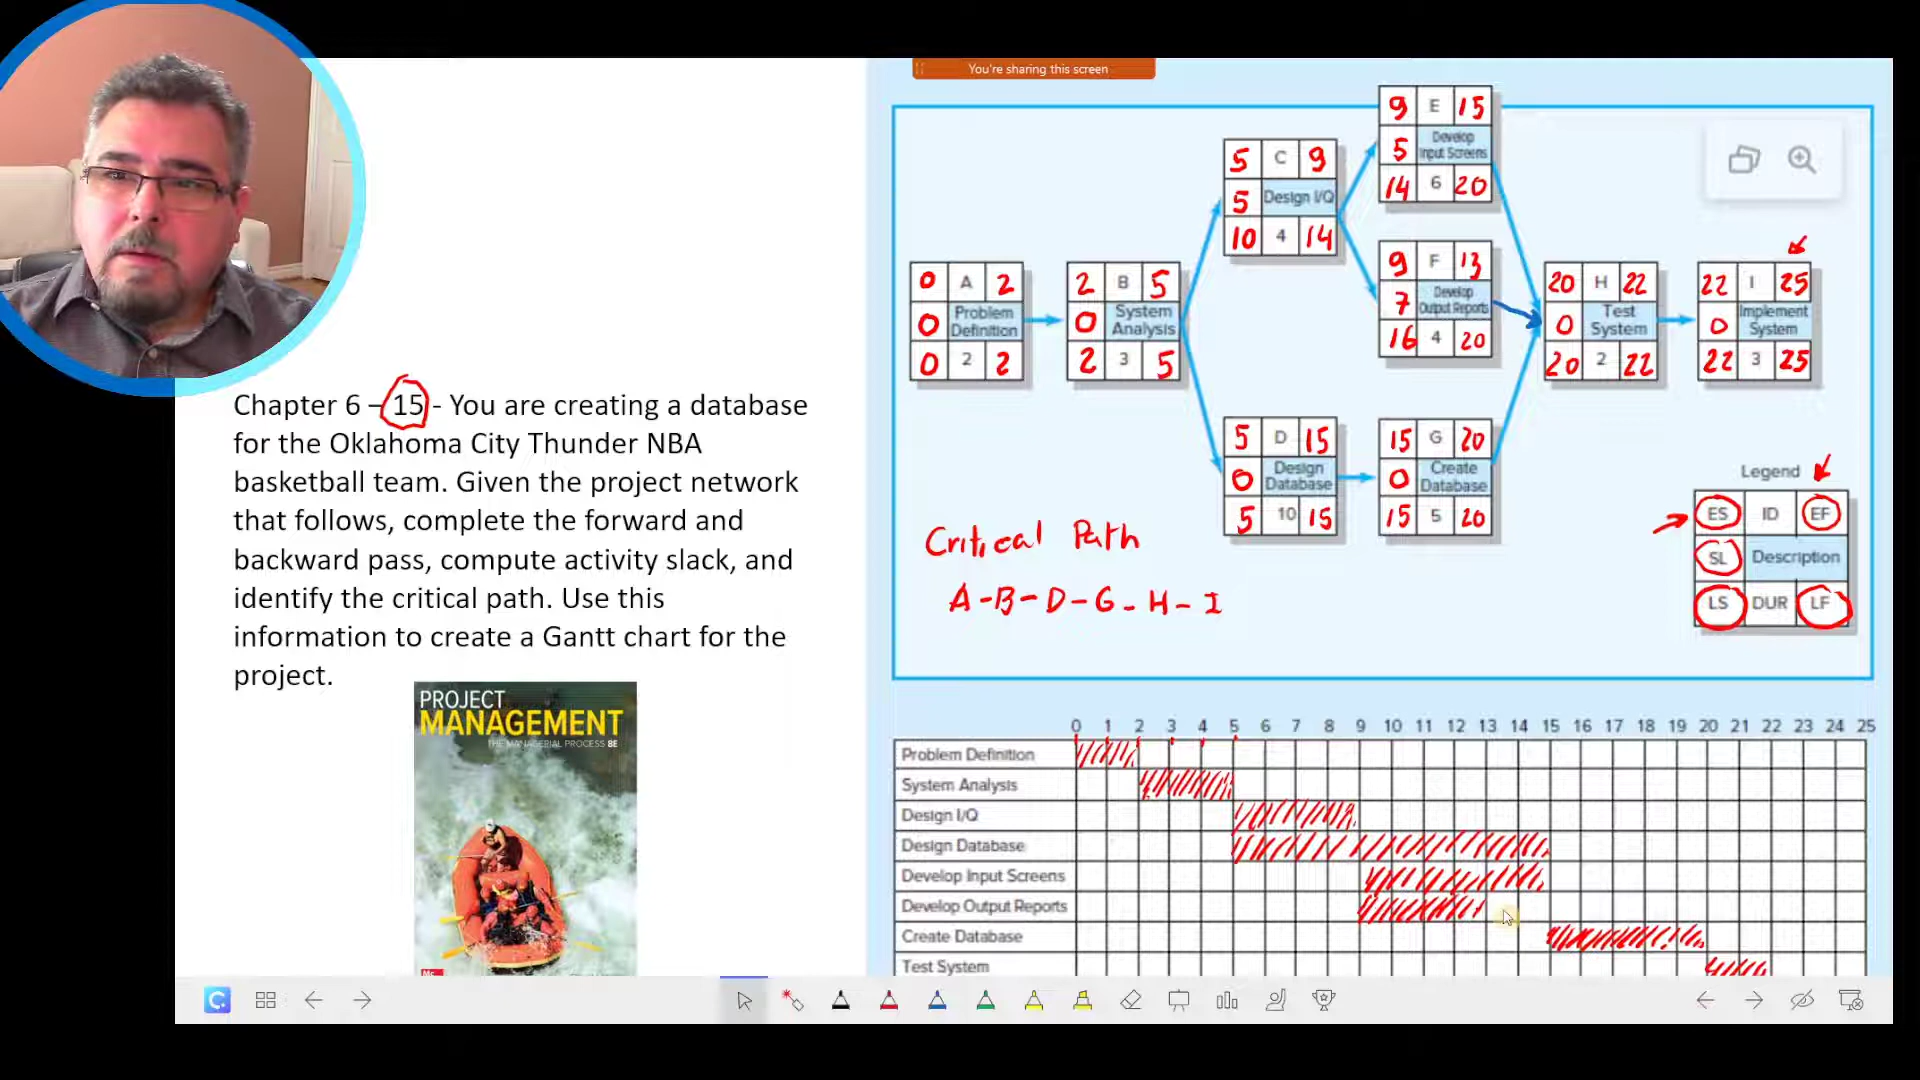 You're sharing this screen
Chapter 6 – 15 - You are creating a database
for the Oklahoma City Thunder NBA
basketball team. Given the project network
that follows, complete the forward and
backward pass, compute activity slack, and
identify the critical path. Use this
information to create a Gantt chart for the
project.
PROJECT
MANAGEMENT
THE MANAGERIAL PROCESS 8E
Mc
0 A 2
0 Problem Definition
0 2 2
2 B 5
0 System Analysis
2 3 5
5 C 9
5 Design I/Q
10 4 14
5 D 15
0 Design Database
5 10 15
9 E 15
5 Develop Input Screens
14 6 20
9 F 13
7 Develop Output Reports
16 4 20
15 G 20
0 Create Database
15 5 20
20 H 22
0 Test System
20 2 22
22 I 25
0 Implement System
22 3 25
Critical Path
A-B-D-G-H-I
Legend
ES ID EF
SL Description
LS DUR LF
0 1 2 3 4 5 6 7 8 9 10 11 12 13 14 15 16 17 18 19 20 21 22 23 24 25
Problem Definition
System Analysis
Design I/Q
Design Database
Develop Input Screens
Develop Output Reports
Create Database
Test System